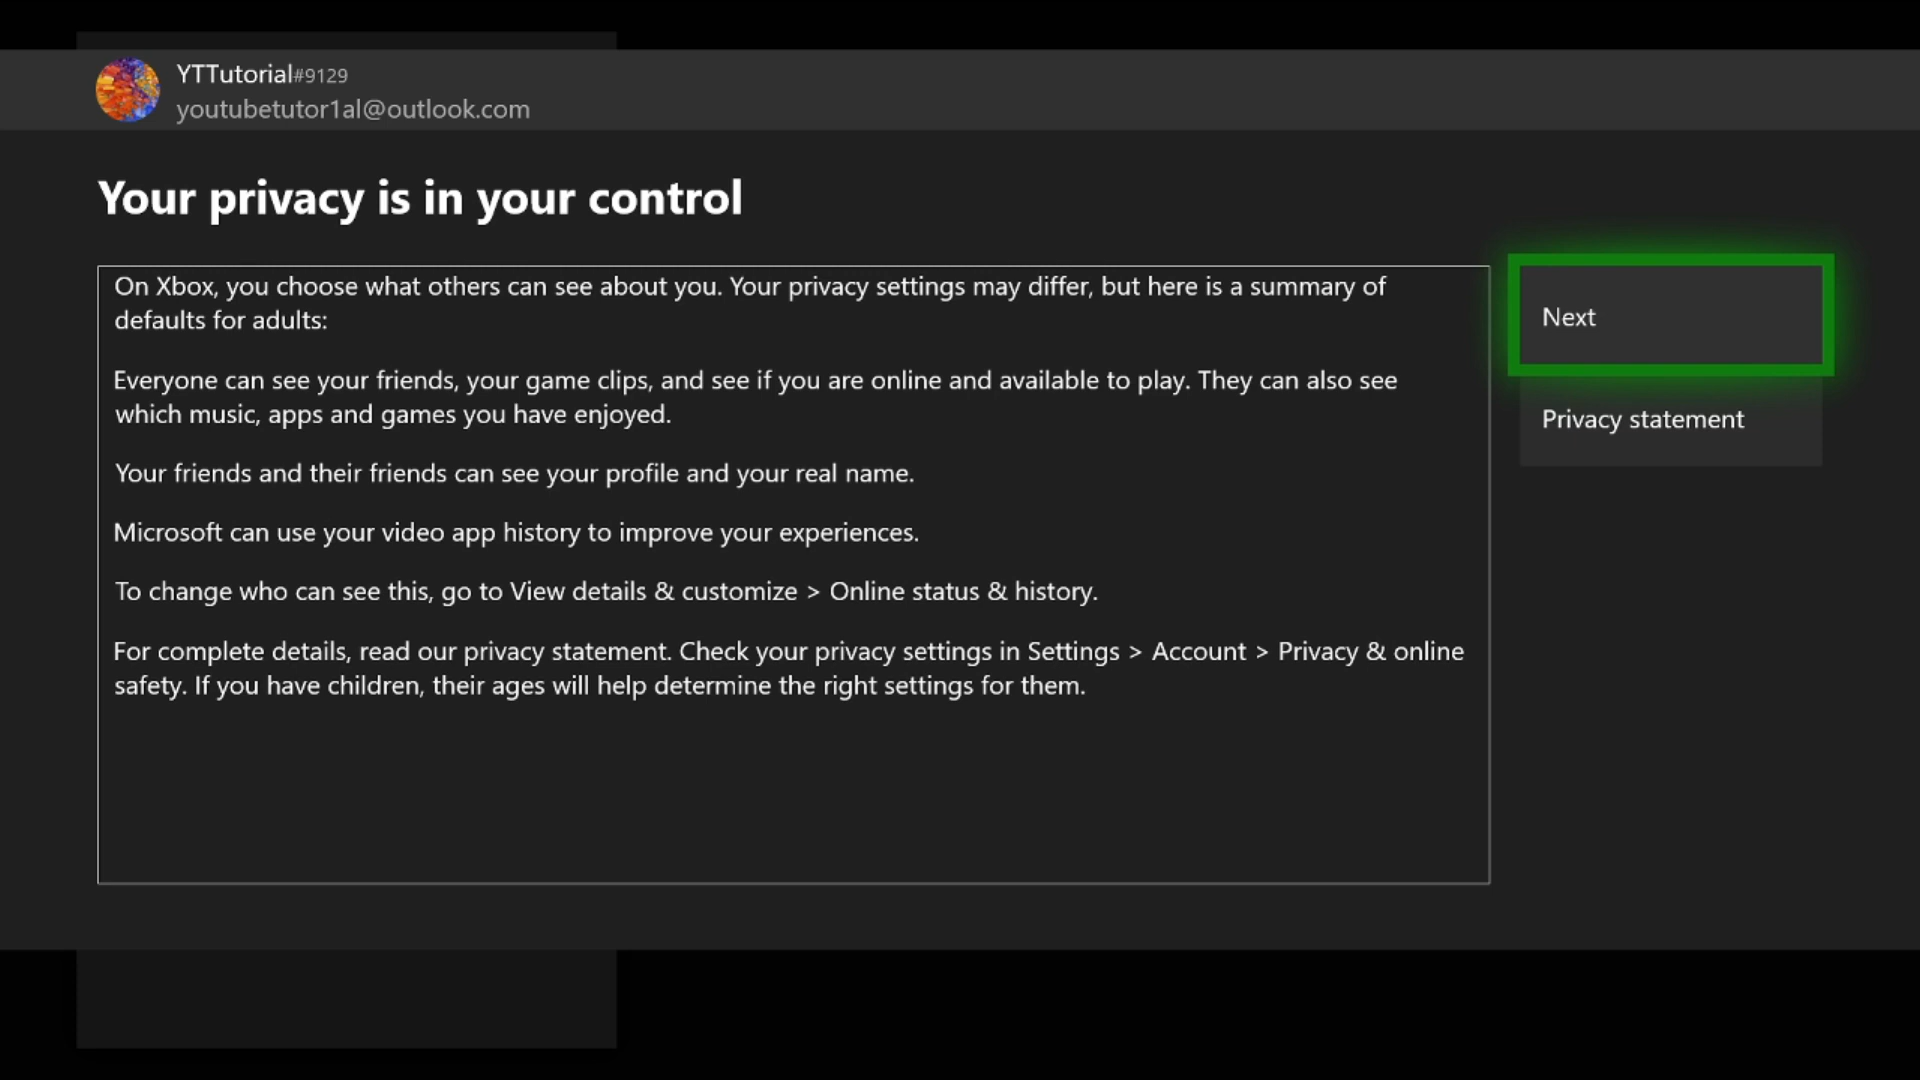 YTTutorial#9129
youtubetutor1al@outlook.com
Your privacy is in your control
On Xbox, you choose what others can see about you. Your privacy settings may differ, but here is a summary of
defaults for adults:
Everyone can see your friends, your game clips, and see if you are online and available to play. They can also see
which music, apps and games you have enjoyed.
Your friends and their friends can see your profile and your real name.
Microsoft can use your video app history to improve your experiences.
To change who can see this, go to View details & customize > Online status & history.
For complete details, read our privacy statement. Check your privacy settings in Settings > Account > Privacy & online
safety. If you have children, their ages will help determine the right settings for them.
Next
Privacy statement